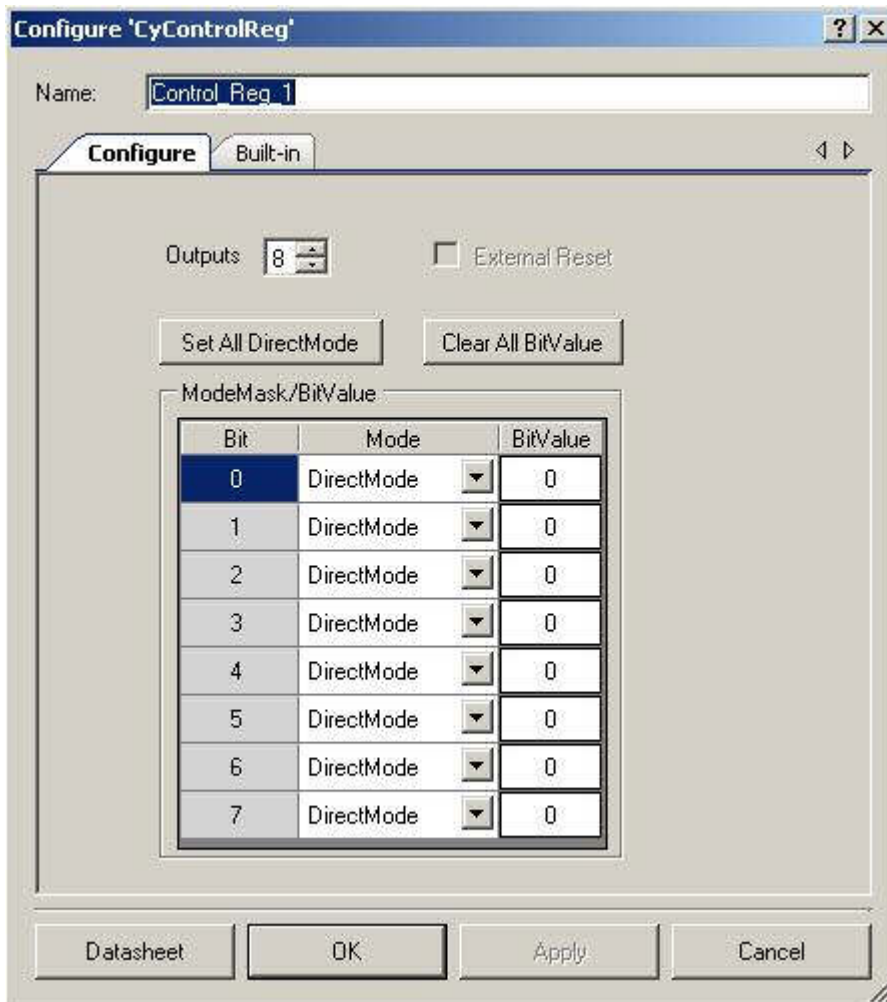 Configure 'CyControlReg'
Name: Control_Reg_1
Configure Built-in
Outputs 8 External Reset
Set All DirectMode Clear All BitValue
ModeMask/BitValue
Bit Mode BitValue
0 DirectMode 0
1 DirectMode 0
2 DirectMode 0
3 DirectMode 0
4 DirectMode 0
5 DirectMode 0
6 DirectMode 0
7 DirectMode 0
Datasheet OK Apply Cancel